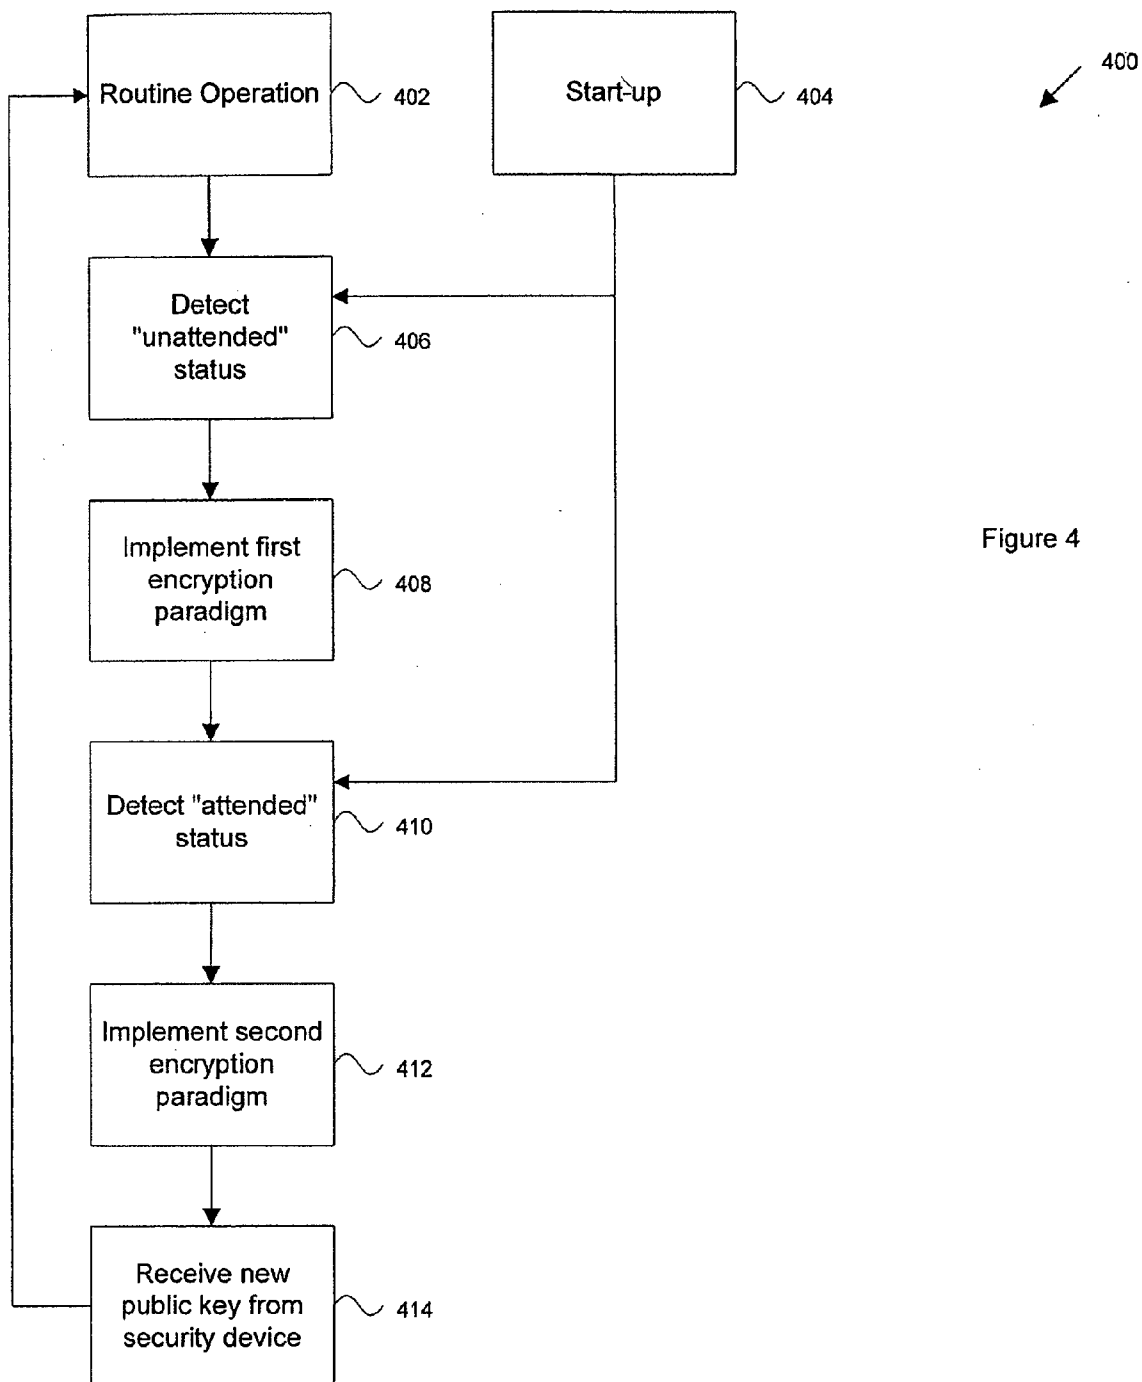 Routine Operation
402
Start-up
404
400
Detect
"unattended"
status
406
Implement first
encryption
paradigm
408
Figure 4
Detect "attended"
status
410
Implement second
encryption
paradigm
412
Receive new
public key from
security device
414